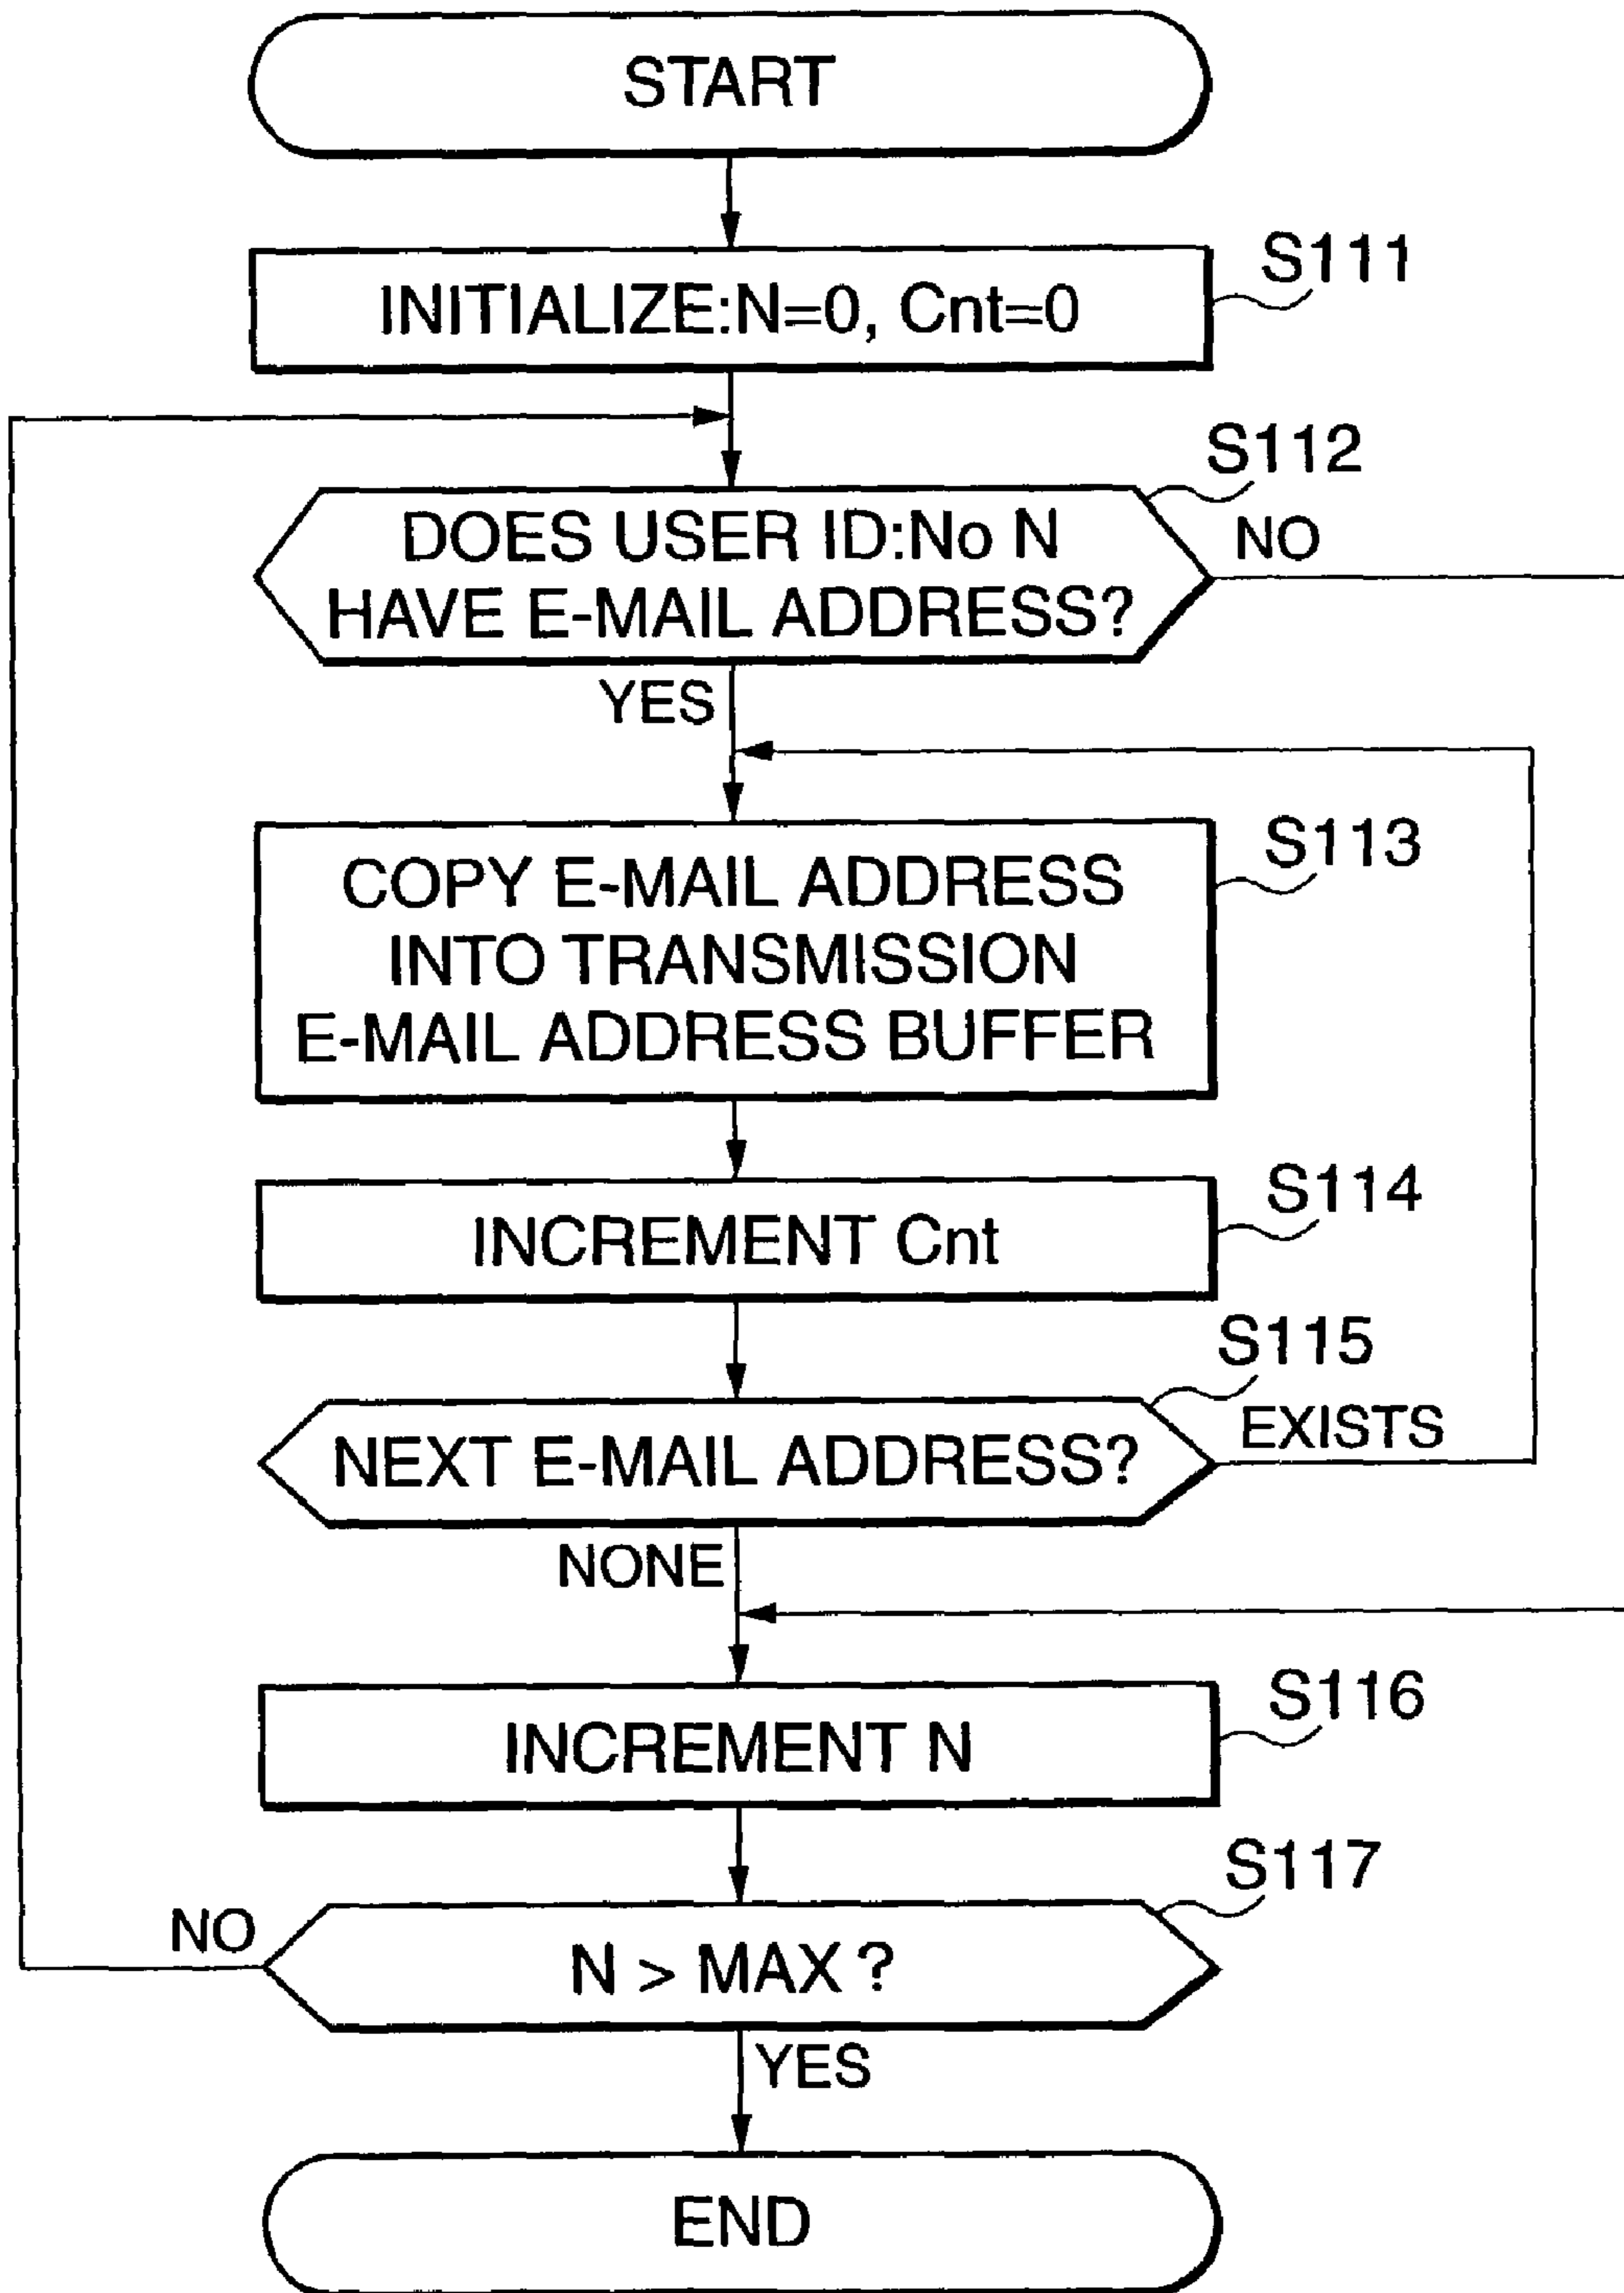 START
INITIALIZE:N=0, Cnt=0
S111
S112
DOES USER ID:No N
HAVE E-MAIL ADDRESS?
NO
YES
COPY E-MAIL ADDRESS
INTO TRANSMISSION
E-MAIL ADDRESS BUFFER
S113
INCREMENT Cnt
S114
S115
NEXT E-MAIL ADDRESS?
EXISTS
NONE
INCREMENT N
S116
S117
NO
N > MAX ?
YES
END